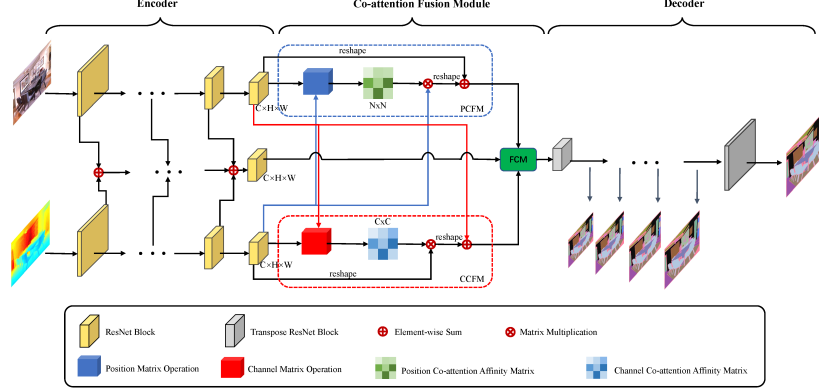 Encoder
Co-attention Fusion Module
Decoder
reshape
reshape
C×H×W
N×N
PCFM
FCM
C×H×W
C×C
reshape
C×H×W
reshape
CCFM
ResNet Block
Transpose ResNet Block
Element-wise Sum
Matrix Multiplication
Position Matrix Operation
Channel Matrix Operation
Position Co-attention Affinity Matrix
Channel Co-attention Affinity Matrix